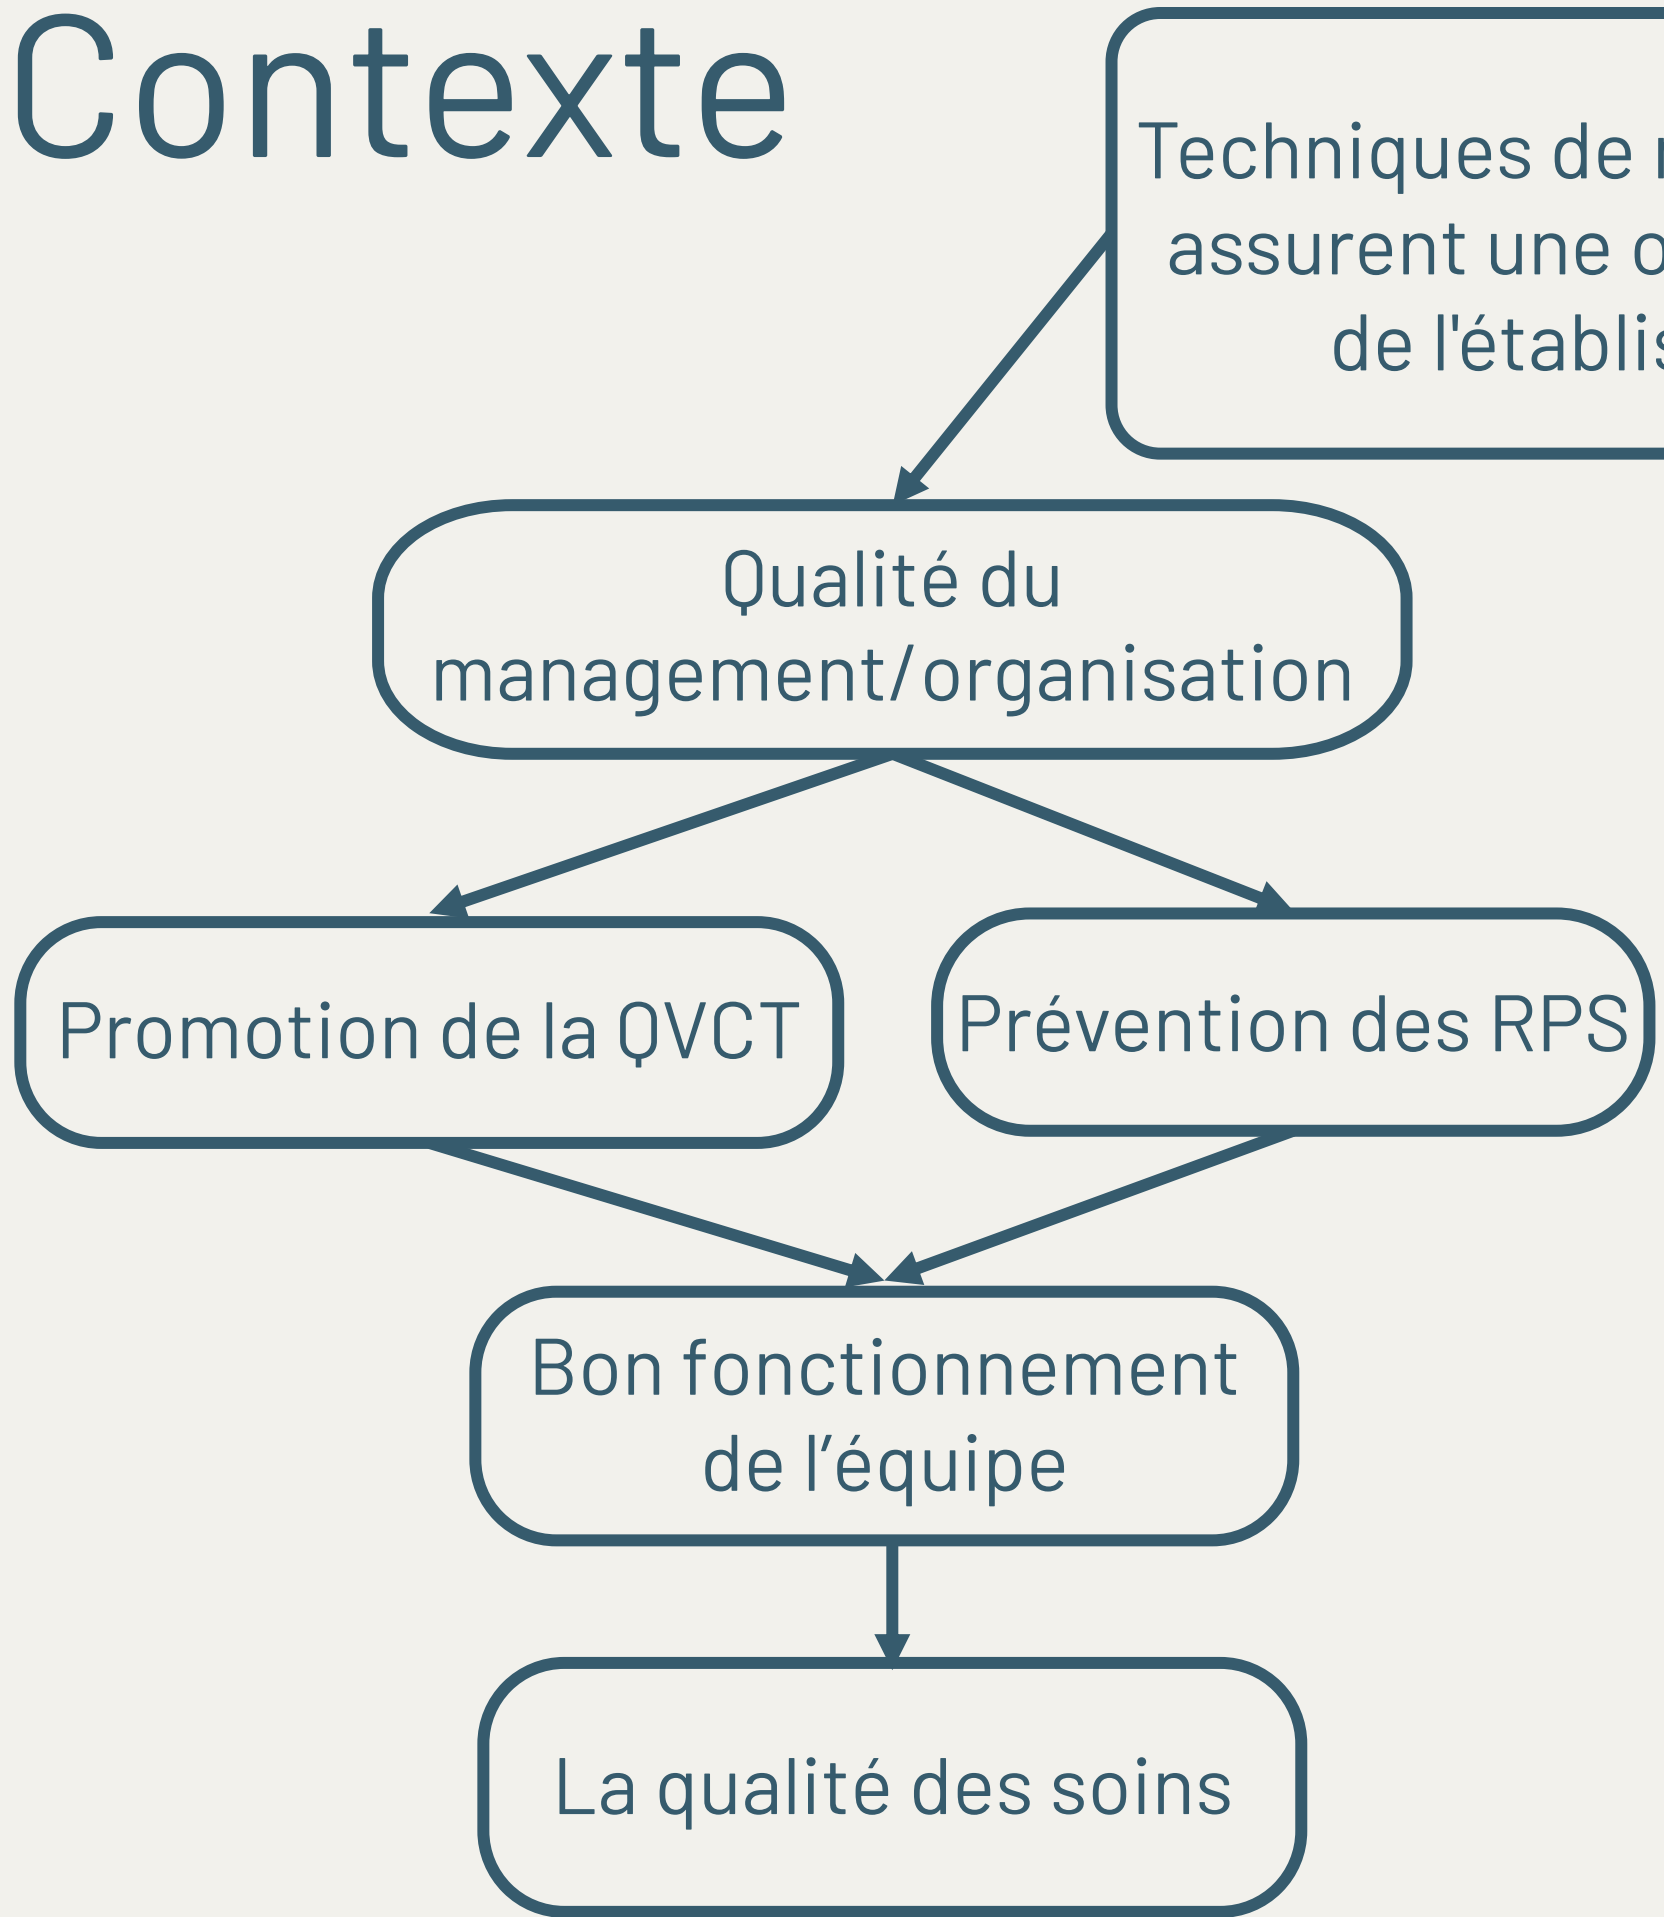 Contexte
Techniques de
assurent une
de l'établis
Qualité du
management/organisation
Promotion de la QVCT
Prévention des RPS
Bon fonctionnement
de l’équipe
La qualité des soins